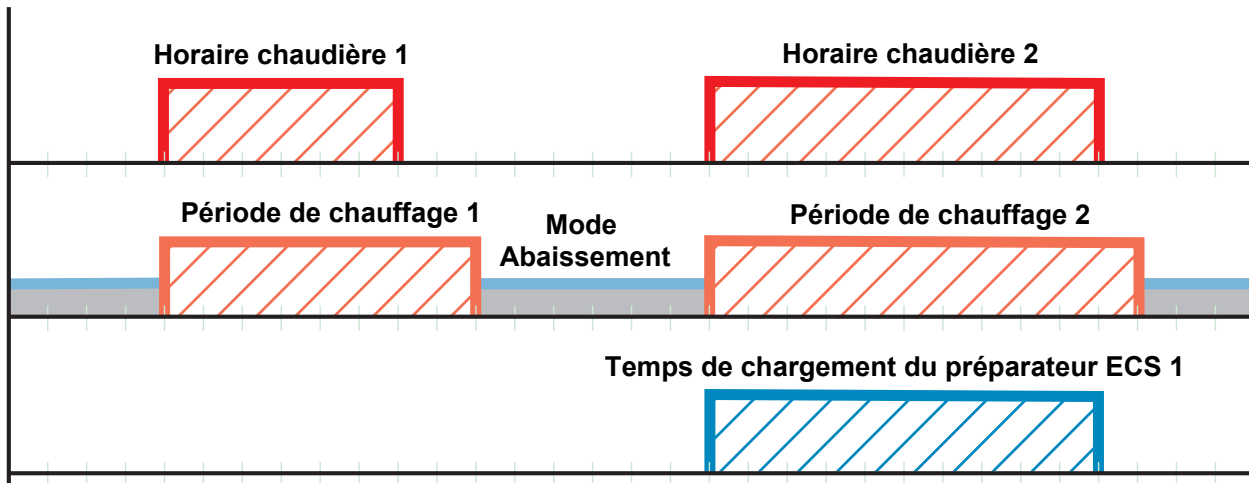 Horaire chaudière 1
Horaire chaudière 2
Période de chauffage 1
Mode
Abaissement
Période de chauffage 2
Temps de chargement du préparateur ECS 1